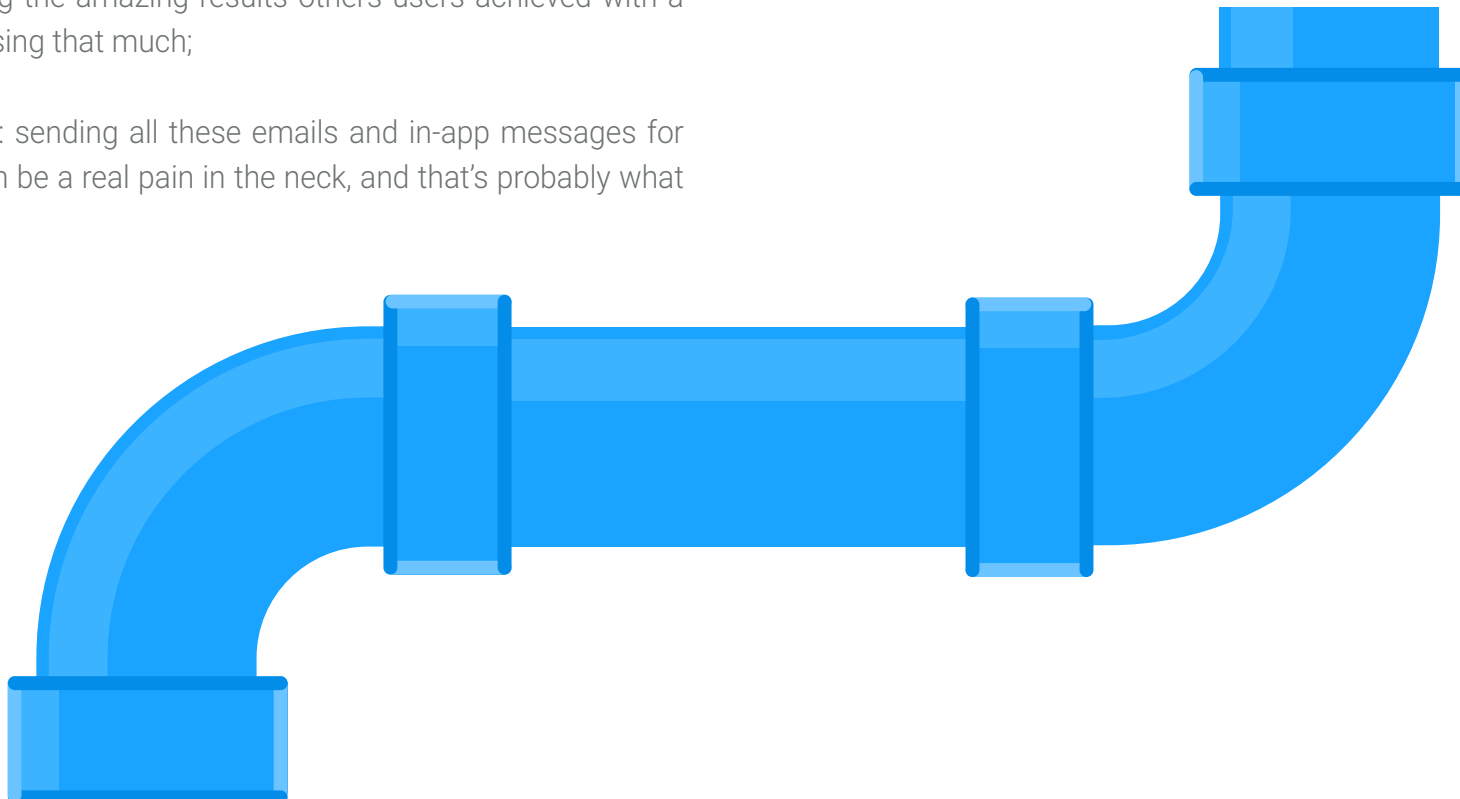 the amazing results others users achieved with a
sing that much;
: sending all these emails and in-app messages for
be a real pain in the neck, and that's probably what